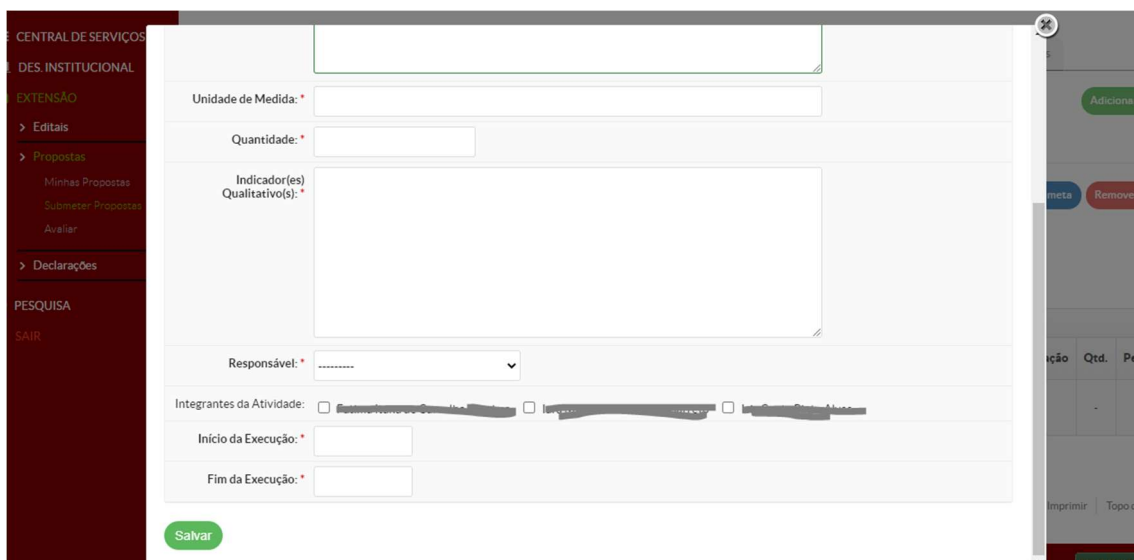 CENTRAL DE SERVIÇOS
DES. INSTITUCIONAL
EXTENSÃO
> Editais
> Propostas
Minhas Propostas
Submeter Propostas
Avaliar
> Declarações
PESQUISA
SAIR
Unidade de Medida: *
Quantidade: *
Indicador(es)
Qualitativo(s): *
Responsável: *
---------
Integrantes da Atividade:
Início da Execução: *
Fim da Execução: *
Salvar
Adiciona
meta
Remove
ação Qtd. Pe
-
Imprimir
Topo